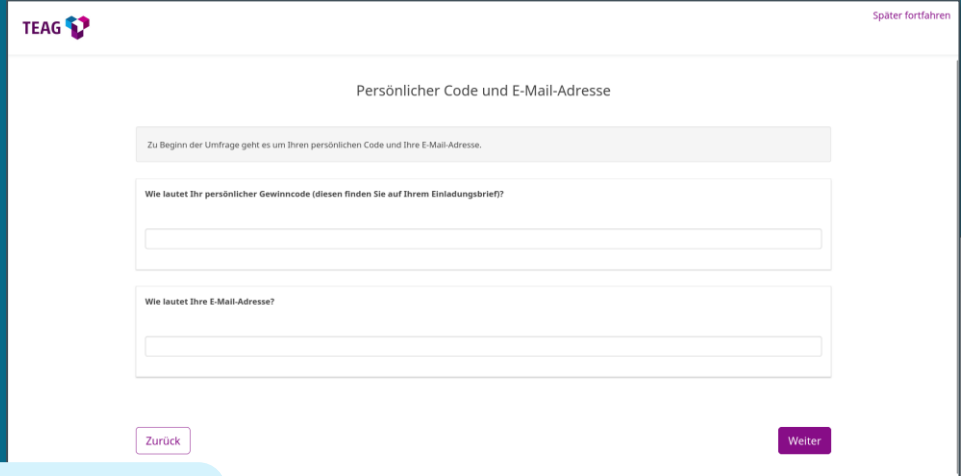 TEAG
Später fortfahren
Persönlicher Code und E-Mail-Adresse
Zu Beginn der Umfrage geht es um Ihren persönlichen Code und Ihre E-Mail-Adresse.
Wie lautet Ihr persönlicher Gewinncode (diesen finden Sie auf Ihrem Einladungsbrief)?
Wie lautet Ihre E-Mail-Adresse?
Zurück
Weiter